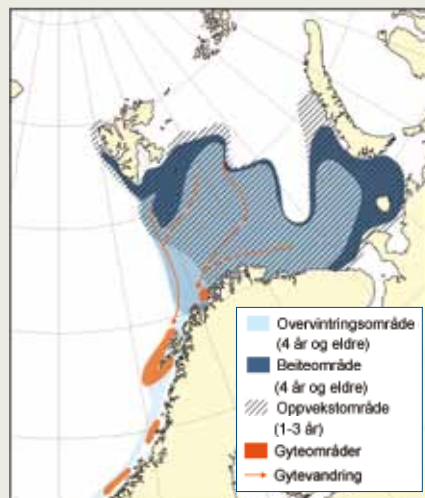 Overvintringsområde
(4 år og eldre)
Beiteområde
(4 år og eldre)
Oppvekstområde
(1-3 år)
Gyteområder
Gytevandring